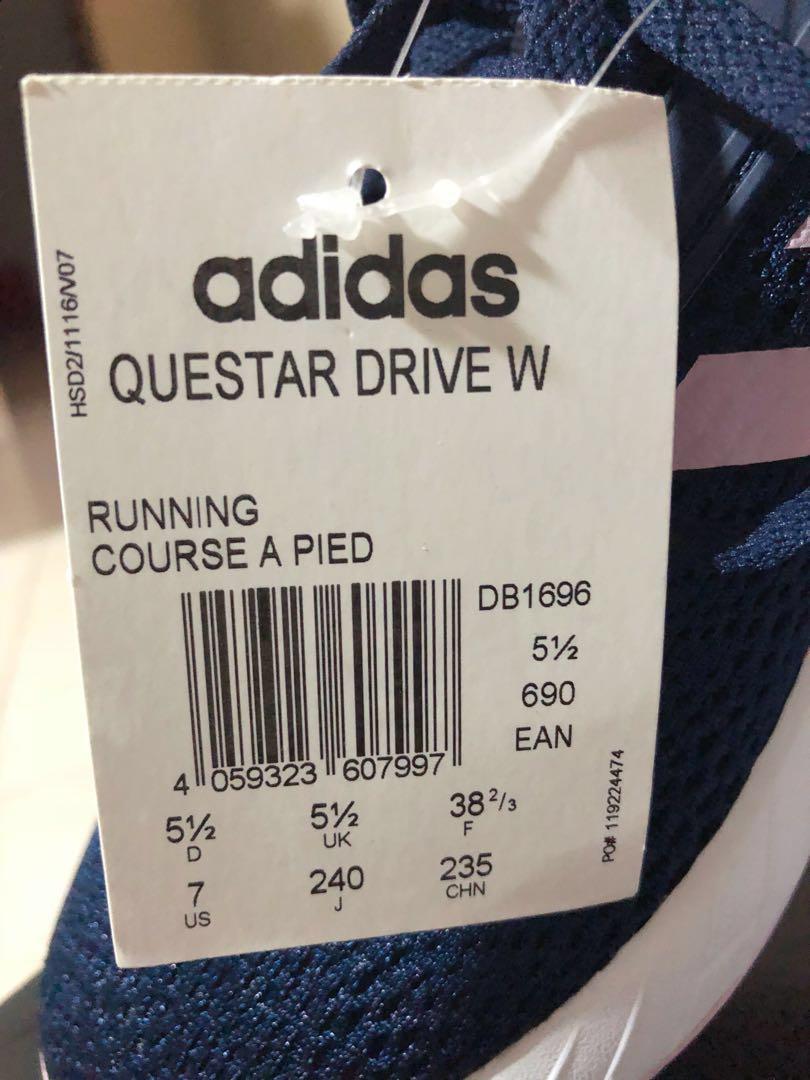 adidas
QUESTAR DRIVE W
HSD2/1116/V07
RUNNING
COURSE A PIED
DB1696
5½
690
EAN
4 059323 607997
5½ 5½ 38 2/3
D UK F
7 240 235
US J CHN
PO# 119224474